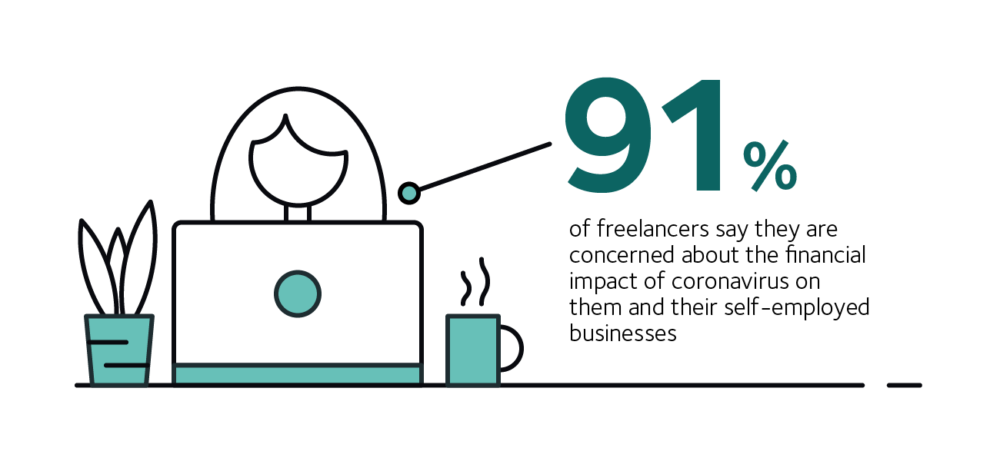 91%
of freelancers say they are
concerned about the financial
impact of coronavirus on
them and their self-employed
businesses